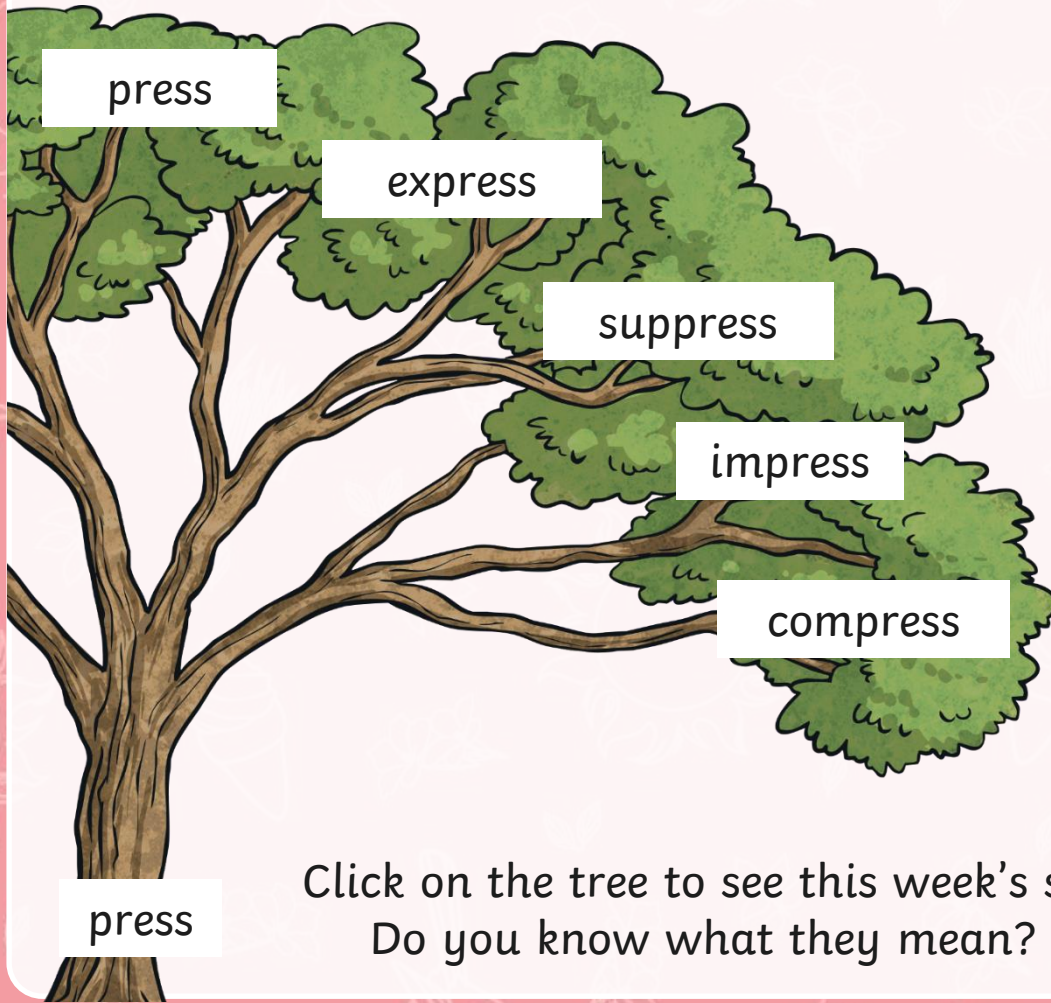 press
express
suppress
impress
compress
press
Click on the tree to see this week's
Do you know what they mean?